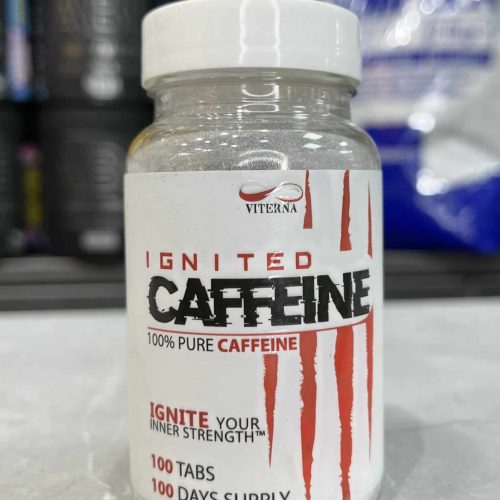 VITERNA
IGNITED
CAFFEINE
100% PURE CAFFEINE
IGNITE YOUR
INNER STRENGTH™
100 TABS
100 DAYS SUPPLY